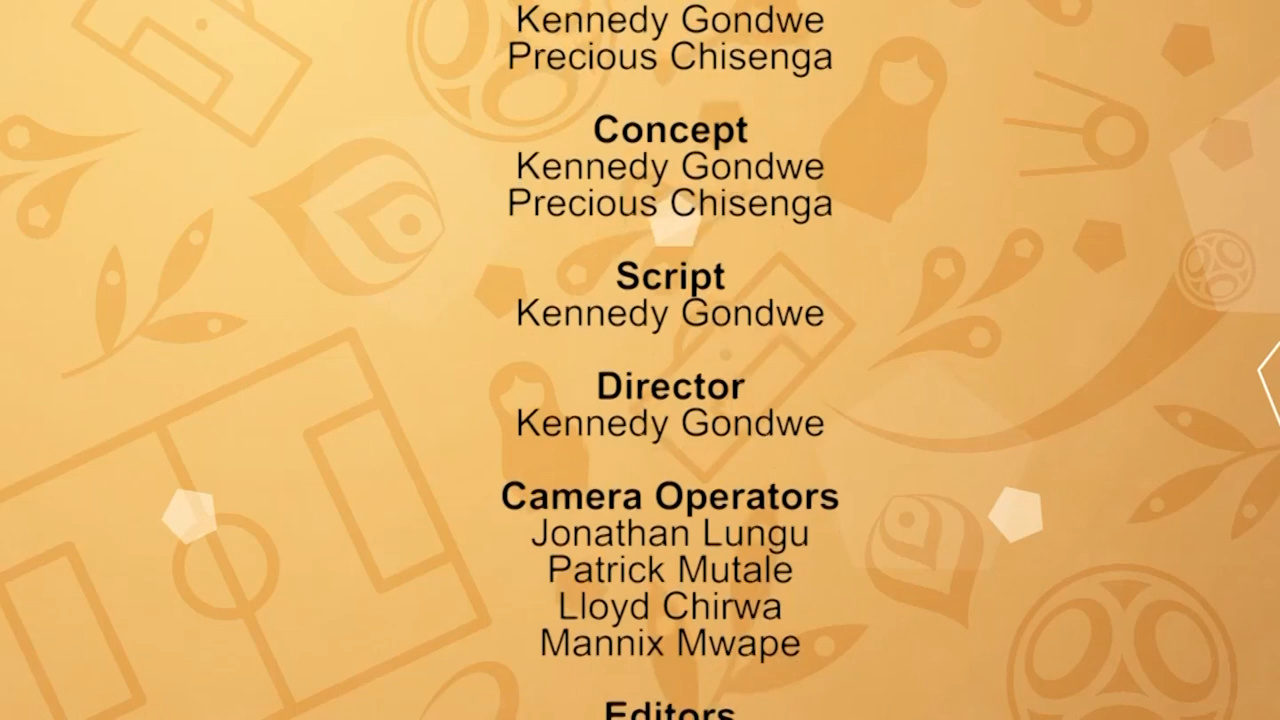 Kennedy Gondwe
Precious Chisenga
Concept
Kennedy Gondwe
Precious Chisenga
Script
Kennedy Gondwe
Director
Kennedy Gondwe
Camera Operators
Jonathan Lungu
Patrick Mutale
Lloyd Chirwa
Mannix Mwape
Editors